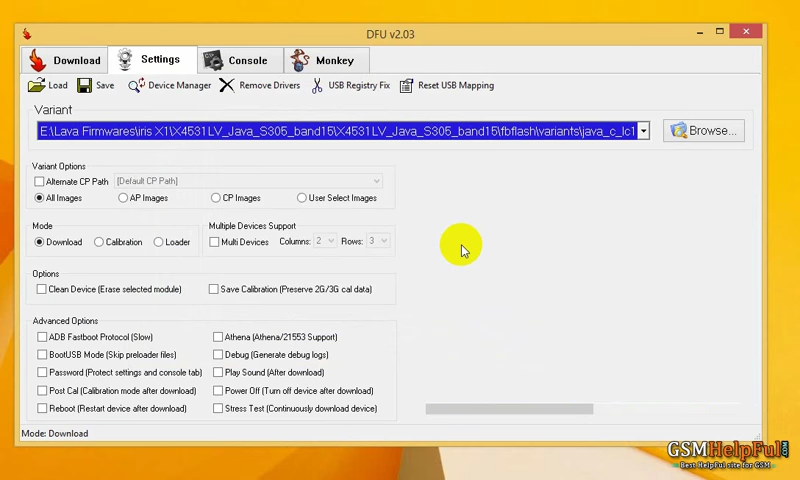 DFU v2.03
Download Settings Console Monkey
Load Save Device Manager Remove Drivers USB Registry Fix Reset USB Mapping
Variant
E:\Lava Firmwares\iris X1\X4531LV_Java_S305_band15\X4531LV_Java_S305_band15\fbflash\variants\java_c_lc1 Browse...
Variant Options
Alternate CP Path [Default CP Path]
All Images AP Images CP Images User Select Images
Mode Multiple Devices Support
Download Calibration Loader Multi Devices Columns: 2 Rows: 3
Options
Clean Device (Erase selected module) Save Calibration (Preserve 2G/3G cal data)
Advanced Options
ADB Fastboot Protocol (Slow) Athena (Athena/21553 Support)
BootUSB Mode (Skip preloader files) Debug (Generate debug logs)
Password (Protect settings and console tab) Play Sound (After download)
Post Cal (Calibration mode after download) Power Off (Turn off device after download)
Reboot (Restart device after download) Stress Test (Continuously download device)
Mode: Download
GSMHelpFul.COM
Best HelpFul site for GSM